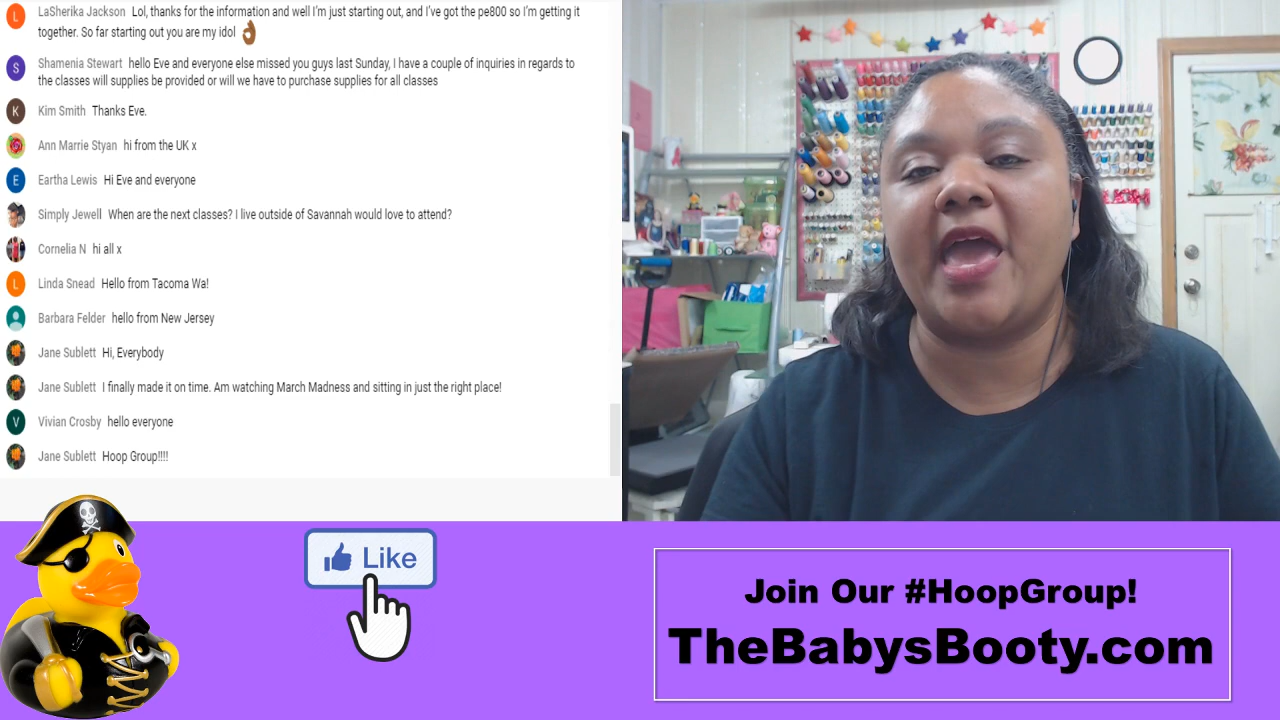 L LaSherika Jackson Lol, thanks for the information and well I'm just starting out, and I've got the pe800 so I'm getting it
together. So far starting out you are my idol
S Shamenia Stewart hello Eve and everyone else missed you guys last Sunday, I have a couple of inquiries in regards to
the classes will supplies be provided or will we have to purchase supplies for all classes
K Kim Smith Thanks Eve.
Ann Marrie Styan hi from the UK x
E Eartha Lewis Hi Eve and everyone
Simply Jewell When are the next classes? I live outside of Savannah would love to attend?
Cornelia N hi all x
L Linda Snead Hello from Tacoma Wa!
Barbara Felder hello from New Jersey
Jane Sublett Hi, Everybody
Jane Sublett I finally made it on time. Am watching March Madness and sitting in just the right place!
V Vivian Crosby hello everyone
Jane Sublett Hoop Group!!!!
Like
Join Our #HoopGroup!
TheBabysBooty.com